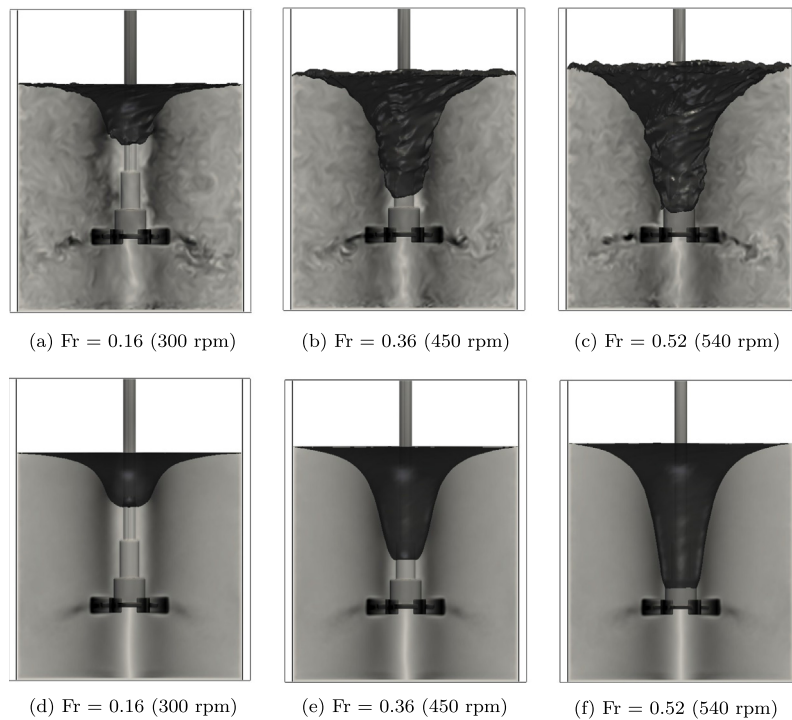 (a) Fr = 0.16 (300 rpm)
(b) Fr = 0.36 (450 rpm)
(c) Fr = 0.52 (540 rpm)
(d) Fr = 0.16 (300 rpm)
(e) Fr = 0.36 (450 rpm)
(f) Fr = 0.52 (540 rpm)